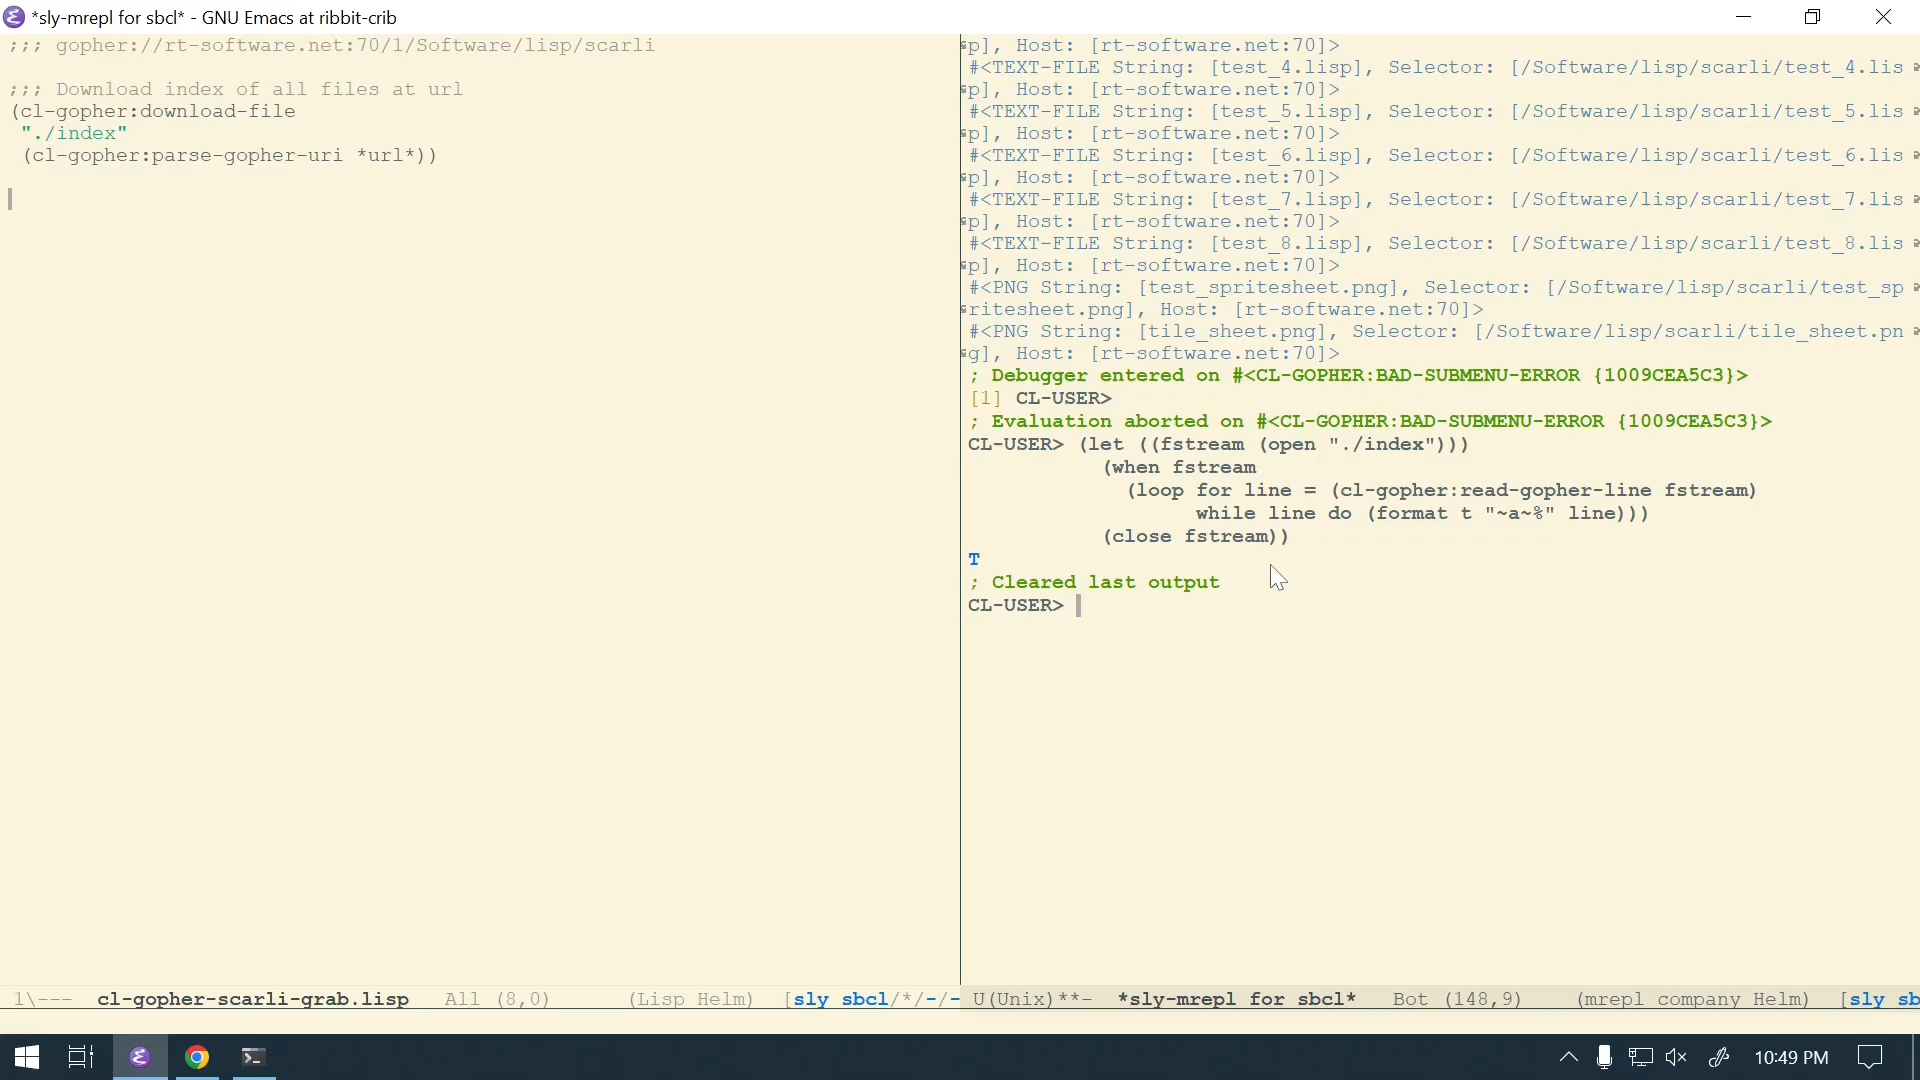 *sly-mrepl for sbcl* - GNU Emacs at ribbit-crib
;;; gopher://rt-software.net:70/1/Software/lisp/scarli
;;; Download index of all files at url
(cl-gopher:download-file
"./index"
(cl-gopher:parse-gopher-uri *url*))
p], Host: [rt-software.net:70]>
#<TEXT-FILE String: [test_4.lisp], Selector: [/Software/lisp/scarli/test_4.lis
p], Host: [rt-software.net:70]>
#<TEXT-FILE String: [test_5.lisp], Selector: [/Software/lisp/scarli/test_5.lis
p], Host: [rt-software.net:70]>
#<TEXT-FILE String: [test_6.lisp], Selector: [/Software/lisp/scarli/test_6.lis
p], Host: [rt-software.net:70]>
#<TEXT-FILE String: [test_7.lisp], Selector: [/Software/lisp/scarli/test_7.lis
p], Host: [rt-software.net:70]>
#<TEXT-FILE String: [test_8.lisp], Selector: [/Software/lisp/scarli/test_8.lis
p], Host: [rt-software.net:70]>
#<PNG String: [test_spritesheet.png], Selector: [/Software/lisp/scarli/test_sp
ritesheet.png], Host: [rt-software.net:70]>
#<PNG String: [tile_sheet.png], Selector: [/Software/lisp/scarli/tile_sheet.pn
g], Host: [rt-software.net:70]>
; Debugger entered on #<CL-GOPHER:BAD-SUBMENU-ERROR {1009CEA5C3}>
[1] CL-USER>
; Evaluation aborted on #<CL-GOPHER:BAD-SUBMENU-ERROR {1009CEA5C3}>
CL-USER> (let ((fstream (open "./index")))
(when fstream
(loop for line = (cl-gopher:read-gopher-line fstream)
while line do (format t "~a~%" line)))
(close fstream))
T
; Cleared last output
CL-USER>
1\--- cl-gopher-scarli-grab.lisp All (8,0) (Lisp Helm) [sly sbcl/*/-/-
U(Unix)**- *sly-mrepl for sbcl* Bot (148,9) (mrepl company Helm) [sly sb
10:49 PM